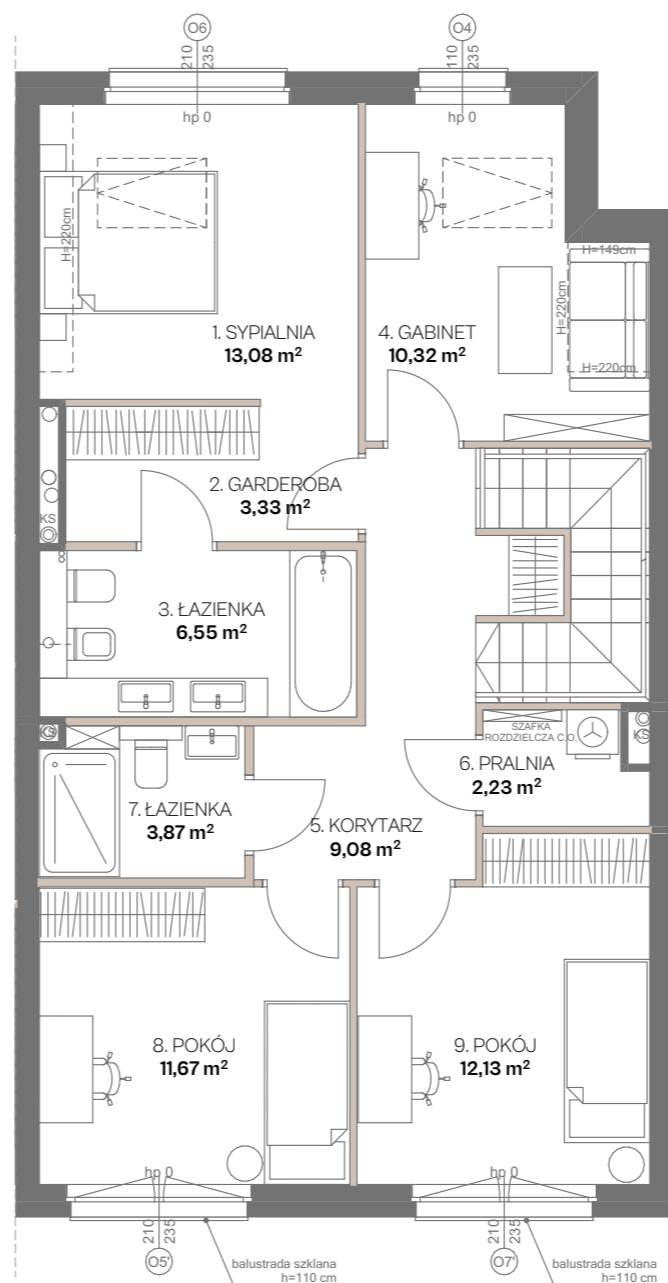 O6
O4
210
235
110
235
hp 0
hp 0
H=220cm
H=149cm
H=220cm
H=220cm
1. SYPIALNIA
13,08 m²
4. GABINET
10,32 m²
2. GARDEROBA
3,33 m²
KS
3. ŁAZIENKA
6,55 m²
KS
SZAFKA
ROZDZIELCZA C.O.
KS
6. PRALNIA
2,23 m²
7. ŁAZIENKA
3,87 m²
5. KORYTARZ
9,08 m²
8. POKÓJ
11,67 m²
9. POKÓJ
12,13 m²
hp 0
hp 0
210
235
210
235
O5'
O7'
balustrada szklana
h=110 cm
balustrada szklana
h=110 cm